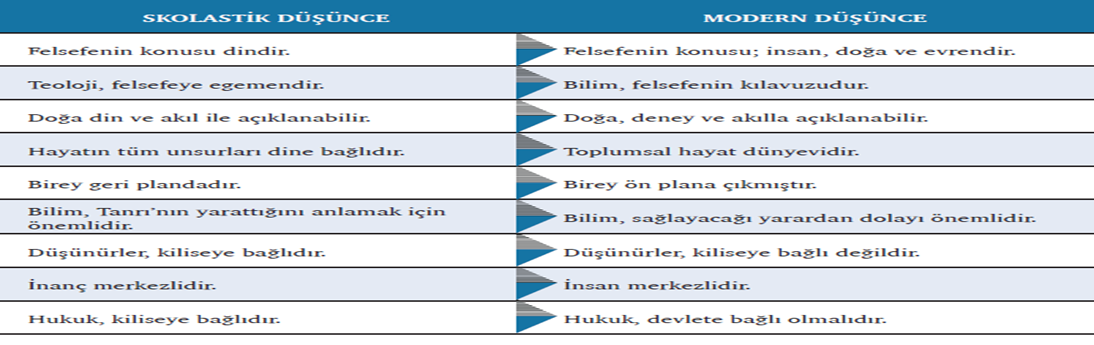 SKOLASTİK DÜŞÜNCE MODERN DÜŞÜNCE
Felsefenin konusu dindir. Felsefenin konusu; insan, doğa ve evrendir.
Teoloji, felsefeye egemendir. Bilim, felsefenin kılavuzudur.
Doğa din ve akıl ile açıklanabilir. Doğa, deney ve akılla açıklanabilir.
Hayatın tüm unsurları dine bağlıdır. Toplumsal hayat dünyevidir.
Birey geri plandadır. Birey ön plana çıkmıştır.
Bilim, Tanrı'nın yarattığını anlamak için
önemlidir. Bilim, sağlayacağı yarardan dolayı önemlidir.
Düşünürler, kiliseye bağlıdır. Düşünürler, kiliseye bağlı değildir.
İnanç merkezlidir. İnsan merkezlidir.
Hukuk, kiliseye bağlıdır. Hukuk, devlete bağlı olmalıdır.